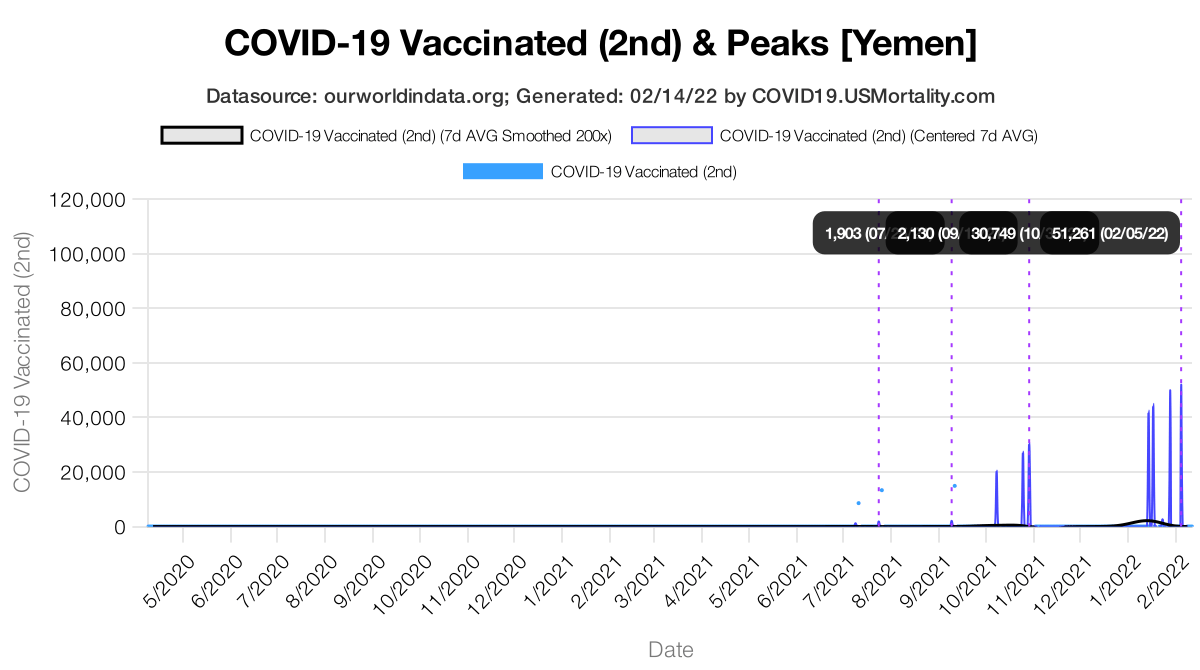 COVID-19 Vaccinated (2nd) & Peaks [Yemen]
Datasource: ourworldindata.org; Generated: 02/14/22 by COVID19.USMortality.com
COVID-19 Vaccinated (2nd) (7d AVG Smoothed 200x) COVID-19 Vaccinated (2nd) (Centered 7d AVG)
COVID-19 Vaccinated (2nd)
120,000
1,903 (07/ 2,130 (09/ 30,749 (10/ 51,261 (02/05/22)
100,000
80,000
60,000
40,000
20,000
0
COVID-19 Vaccinated (2nd)
5/2020 6/2020 7/2020 8/2020 9/2020 10/2020 11/2020 12/2020 1/2021 2/2021 3/2021 4/2021 5/2021 6/2021 7/2021 8/2021 9/2021 10/2021 11/2021 12/2021 1/2022 2/2022
Date